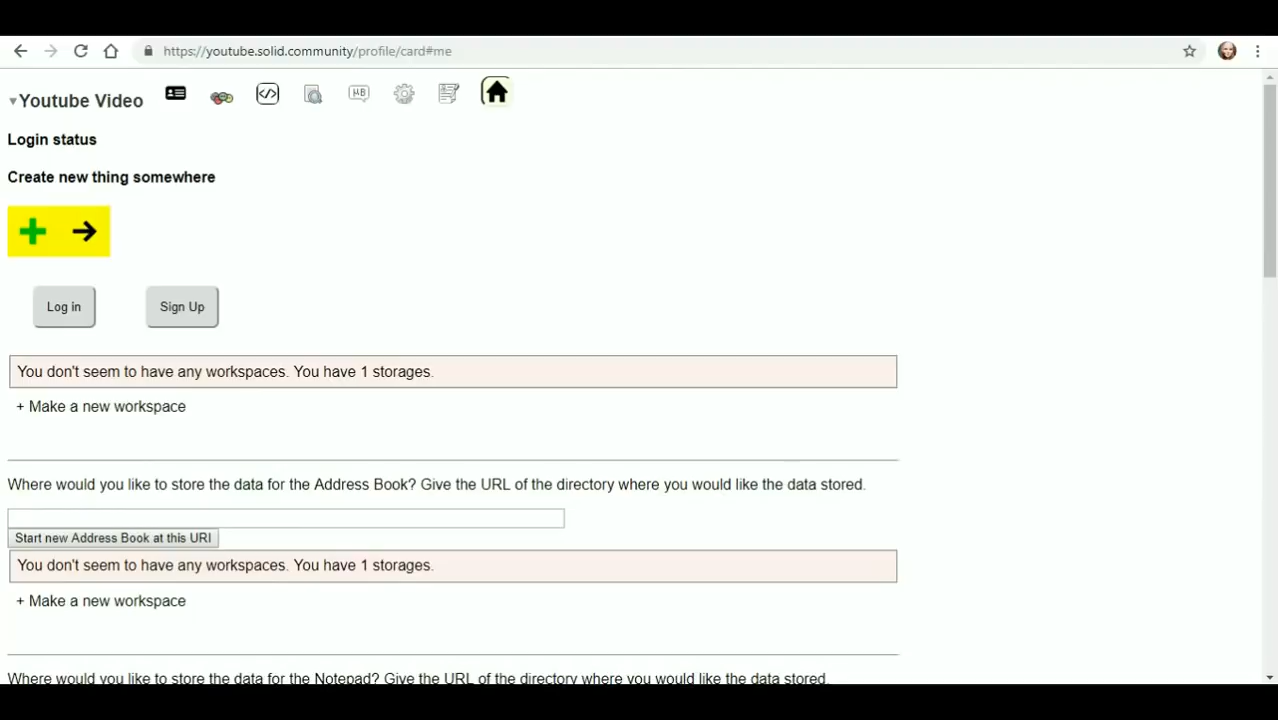 https://youtube.solid.community/profile/card#me
Youtube Video
Login status
Create new thing somewhere
Log in
Sign Up
You don't seem to have any workspaces. You have 1 storages.
+ Make a new workspace
Where would you like to store the data for the Address Book? Give the URL of the directory where you would like the data stored.
Start new Address Book at this URI
You don't seem to have any workspaces. You have 1 storages.
+ Make a new workspace
Where would you like to store the data for the Notepad? Give the URL of the directory where you would like the data stored.